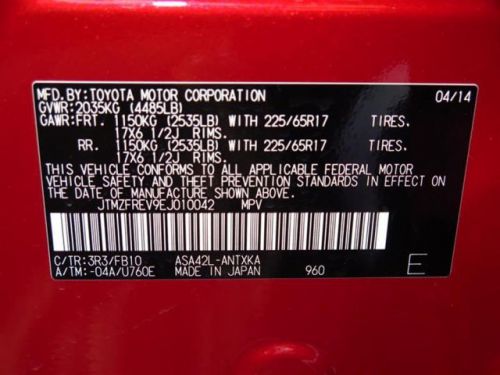 MFD.BY:TOYOTA MOTOR CORPORATION 04/14
GVWR:2035KG (4485LB)
GAWR:FRT. 1150KG (2535LB) WITH 225/65R17 TIRES.
17X6 1/2J RIMS.
RR. 1150KG (2535LB) WITH 225/65R17 TIRES.
17X6 1/2J RIMS.
THIS VEHICLE CONFORMS TO ALL APPLICABLE FEDERAL MOTOR
VEHICLE SAFETY AND THEFT PREVENTION STANDARDS IN EFFECT
ON THE DATE OF MANUFACTURE SHOWN ABOVE.
JTMZFREV9EJ010042 MPV
C/TR:3R3/FB10 ASA42L-ANTXKA
A/TM:-04A/U760E MADE IN JAPAN 960 E